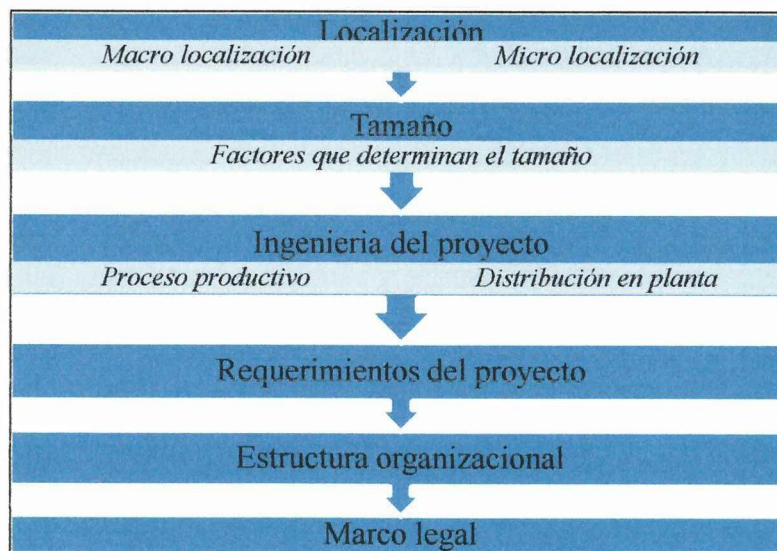 Localización
Macro localización Micro localización
Tamaño
Factores que determinan el tamaño
Ingenieria del proyecto
Proceso productivo Distribución en planta
Requerimientos del proyecto
Estructura organizacional
Marco legal